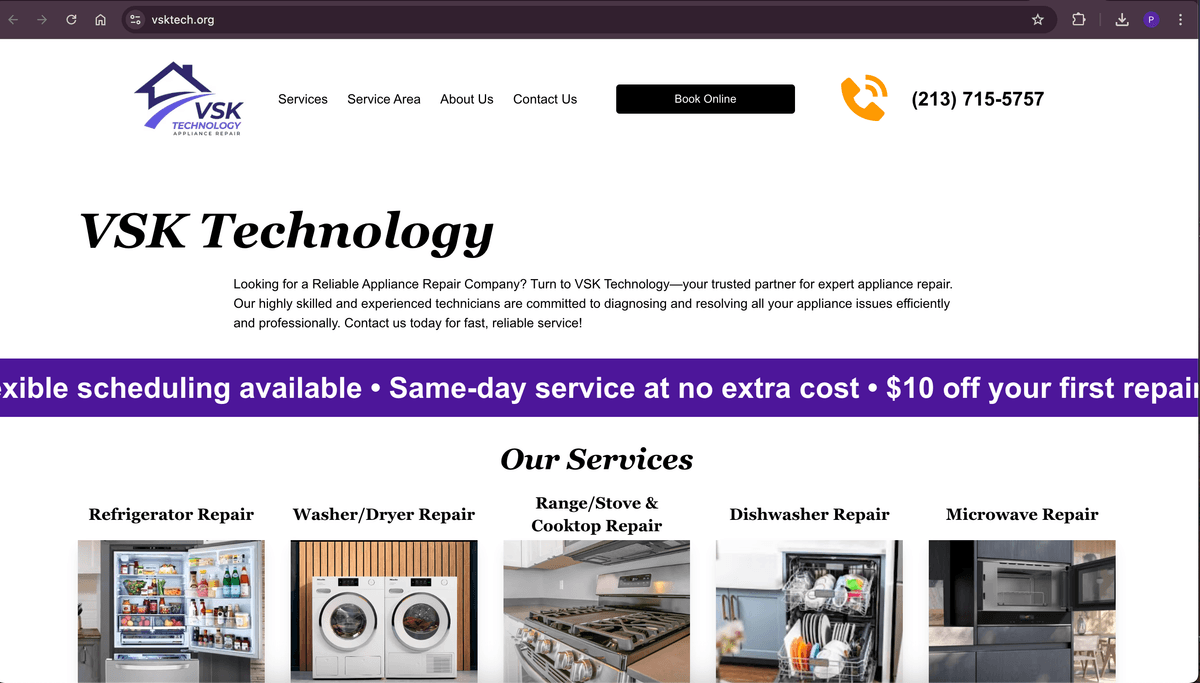 vsktech.org
P
VSK
TECHNOLOGY
APPLIANCE REPAIR
Services
Service Area
About Us
Contact Us
Book Online
(213) 715-5757
VSK Technology
Looking for a Reliable Appliance Repair Company? Turn to VSK Technology—your trusted partner for expert appliance repair.
Our highly skilled and experienced technicians are committed to diagnosing and resolving all your appliance issues efficiently
and professionally. Contact us today for fast, reliable service!
exible scheduling available • Same-day service at no extra cost • $10 off your first repair
Our Services
Refrigerator Repair
Washer/Dryer Repair
Range/Stove &
Cooktop Repair
Dishwasher Repair
Microwave Repair